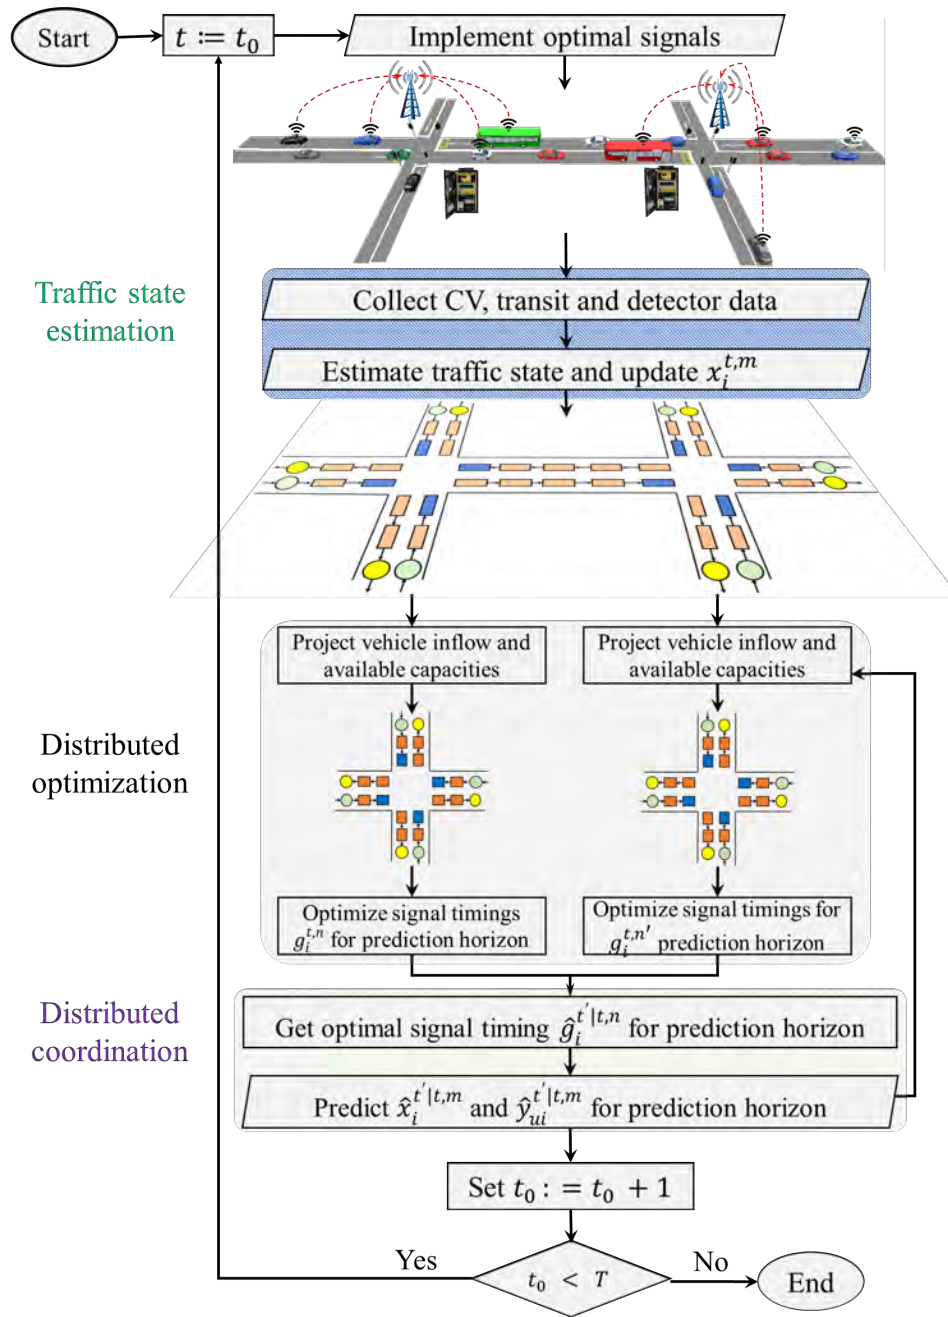 Start
t := t₀
Implement optimal signals
Traffic state
estimation
Collect CV, transit and detector data
Estimate traffic state and update x_i^{t,m}
Project vehicle inflow and
available capacities
Project vehicle inflow and
available capacities
Distributed
optimization
Optimize signal timings
g_i^{t,n} for prediction horizon
Optimize signal timings for
g_i^{t,n'} prediction horizon
Distributed
coordination
Get optimal signal timing ĝ_i^{t'|t,n} for prediction horizon
Predict x̂_i^{t'|t,m} and ŷ_{ui}^{t'|t,m} for prediction horizon
Set t₀ : = t₀ + 1
Yes
t₀ < T
No
End